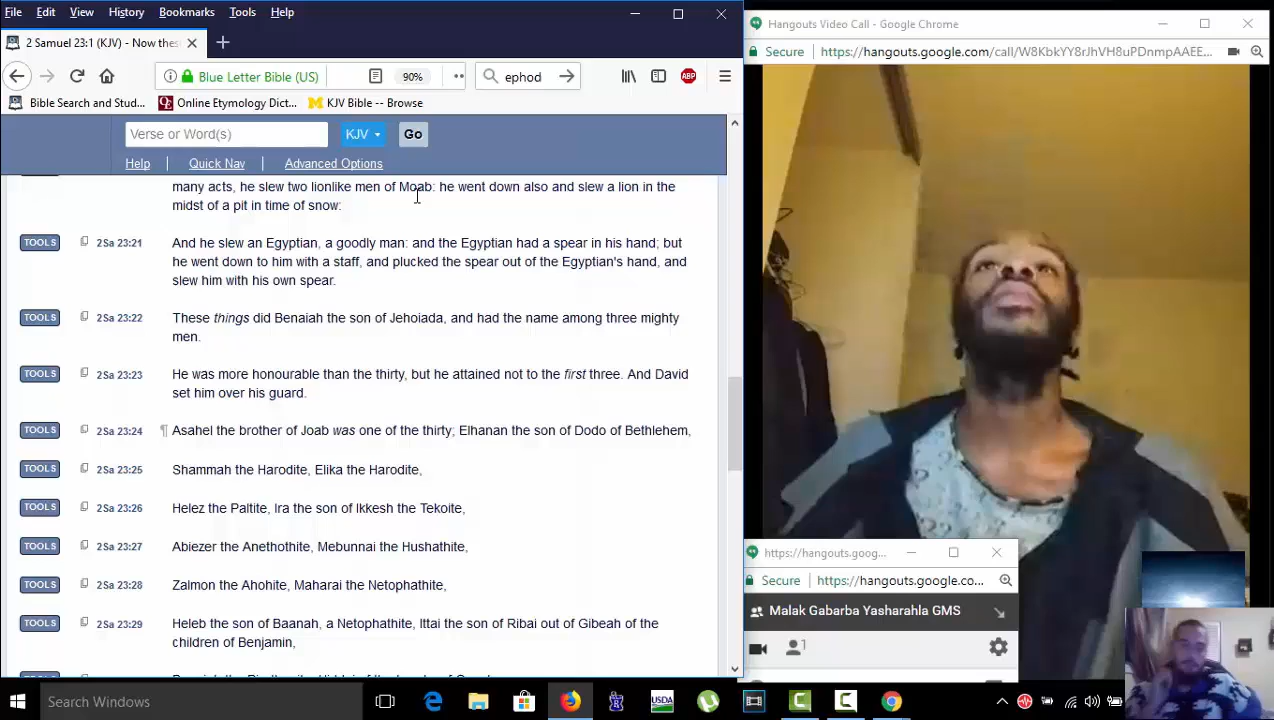 File Edit View History Bookmarks Tools Help
2 Samuel 23:1 (KJV) - Now thes
Blue Letter Bible (US) 90% ephod
Bible Search and Stud... Online Etymology Dict... KJV Bible -- Browse
Verse or Word(s) KJV Go
Help Quick Nav Advanced Options
many acts, he slew two lionlike men of Moab: he went down also and slew a lion in the
midst of a pit in time of snow:
TOOLS 2Sa 23:21 And he slew an Egyptian, a goodly man: and the Egyptian had a spear in his hand; but
he went down to him with a staff, and plucked the spear out of the Egyptian's hand, and
slew him with his own spear.
TOOLS 2Sa 23:22 These things did Benaiah the son of Jehoiada, and had the name among three mighty
men.
TOOLS 2Sa 23:23 He was more honourable than the thirty, but he attained not to the first three. And David
set him over his guard.
TOOLS 2Sa 23:24 ¶ Asahel the brother of Joab was one of the thirty; Elhanan the son of Dodo of Bethlehem,
TOOLS 2Sa 23:25 Shammah the Harodite, Elika the Harodite,
TOOLS 2Sa 23:26 Helez the Paltite, Ira the son of Ikkesh the Tekoite,
TOOLS 2Sa 23:27 Abiezer the Anethothite, Mebunnai the Hushathite,
TOOLS 2Sa 23:28 Zalmon the Ahohite, Maharai the Netophathite,
TOOLS 2Sa 23:29 Heleb the son of Baanah, a Netophathite, Ittai the son of Ribai out of Gibeah of the
children of Benjamin,
Hangouts Video Call - Google Chrome
Secure https://hangouts.google.com/call/W8KbkYY8rJhVH8uPDnmpAAEE...
https://hangouts.goog...
Secure https://hangouts.google.co...
Malak Gabarba Yasharahla GMS
1
Search Windows
USDA
ABP